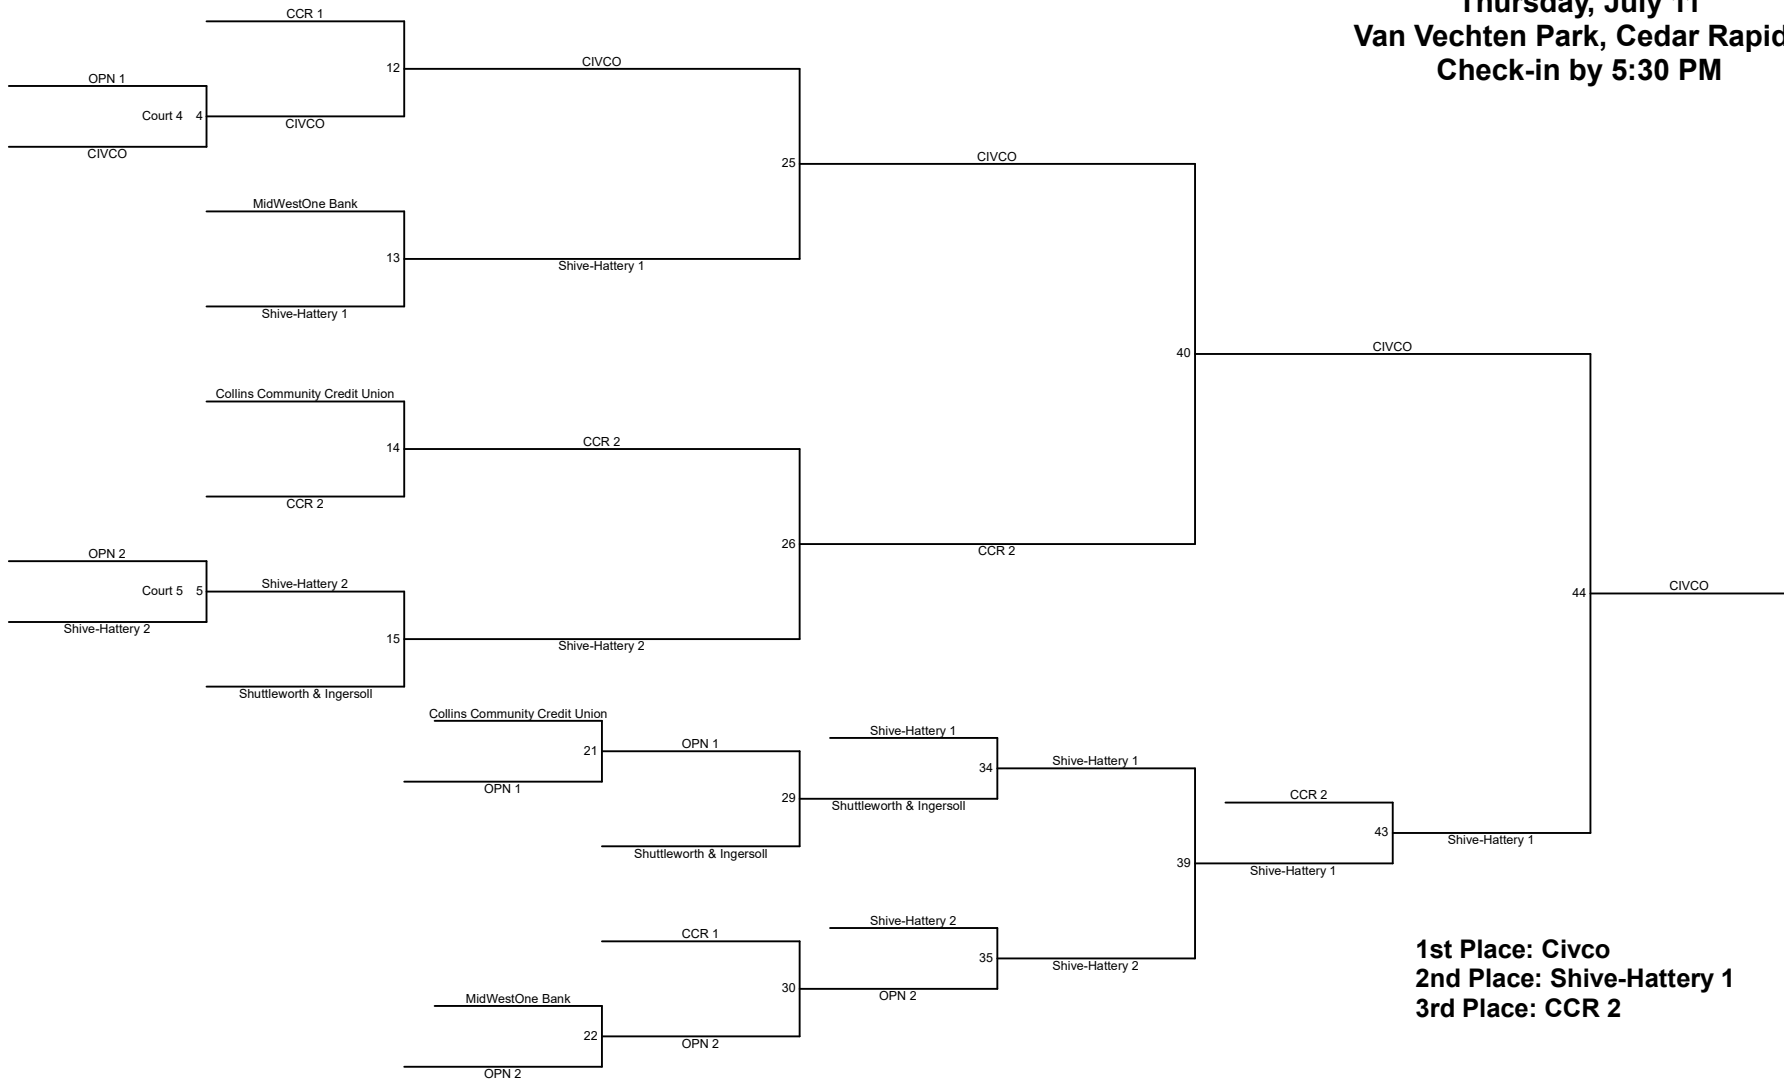 Thursday, July 11
Van Vechten Park, Cedar Rapid
Check-in by 5:30 PM
CCR 1
12
CIVCO
OPN 1
Court 4 4
CIVCO
CIVCO
25
CIVCO
MidWestOne Bank
13
Shive-Hattery 1
Shive-Hattery 1
40
CIVCO
Collins Community Credit Union
14
CCR 2
CCR 2
26
CCR 2
OPN 2
Court 5 5
Shive-Hattery 2
Shive-Hattery 2
15
Shive-Hattery 2
Shuttleworth & Ingersoll
44
CIVCO
Collins Community Credit Union
21
OPN 1
OPN 1
29
Shuttleworth & Ingersoll
Shuttleworth & Ingersoll
Shive-Hattery 1
34
Shive-Hattery 1
CCR 2
43
Shive-Hattery 1
39
Shive-Hattery 1
CCR 1
30
OPN 2
MidWestOne Bank
22
OPN 2
OPN 2
Shive-Hattery 2
35
Shive-Hattery 2
1st Place: Civco
2nd Place: Shive-Hattery 1
3rd Place: CCR 2